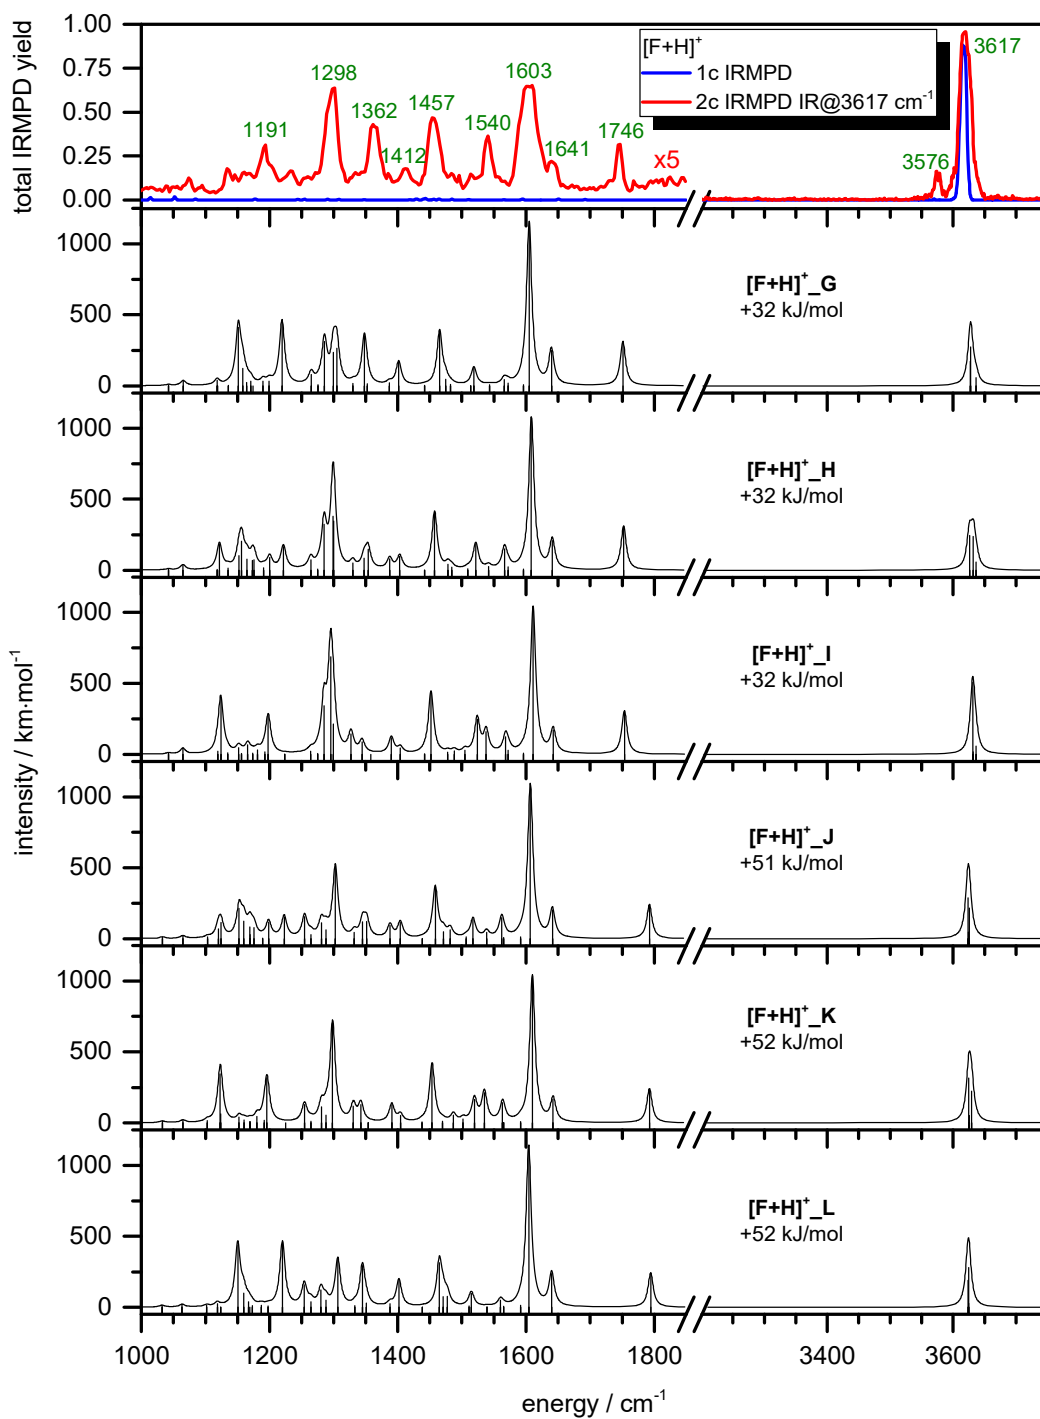 total IRMPD yield
1.00
0.75
0.50
0.25
0.00
1191
1298
1362
1412
1457
1540
1603
1641
1746
x5
3576
3617
[F+H]⁺
1c IRMPD
2c IRMPD IR@3617 cm⁻¹
intensity / km·mol⁻¹
1000
500
0
[F+H]⁺_G
+32 kJ/mol
1000
500
0
[F+H]⁺_H
+32 kJ/mol
1000
500
0
[F+H]⁺_I
+32 kJ/mol
1000
500
0
[F+H]⁺_J
+51 kJ/mol
1000
500
0
[F+H]⁺_K
+52 kJ/mol
1000
500
0
[F+H]⁺_L
+52 kJ/mol
1000 1200 1400 1600 1800 3400 3600
energy / cm⁻¹